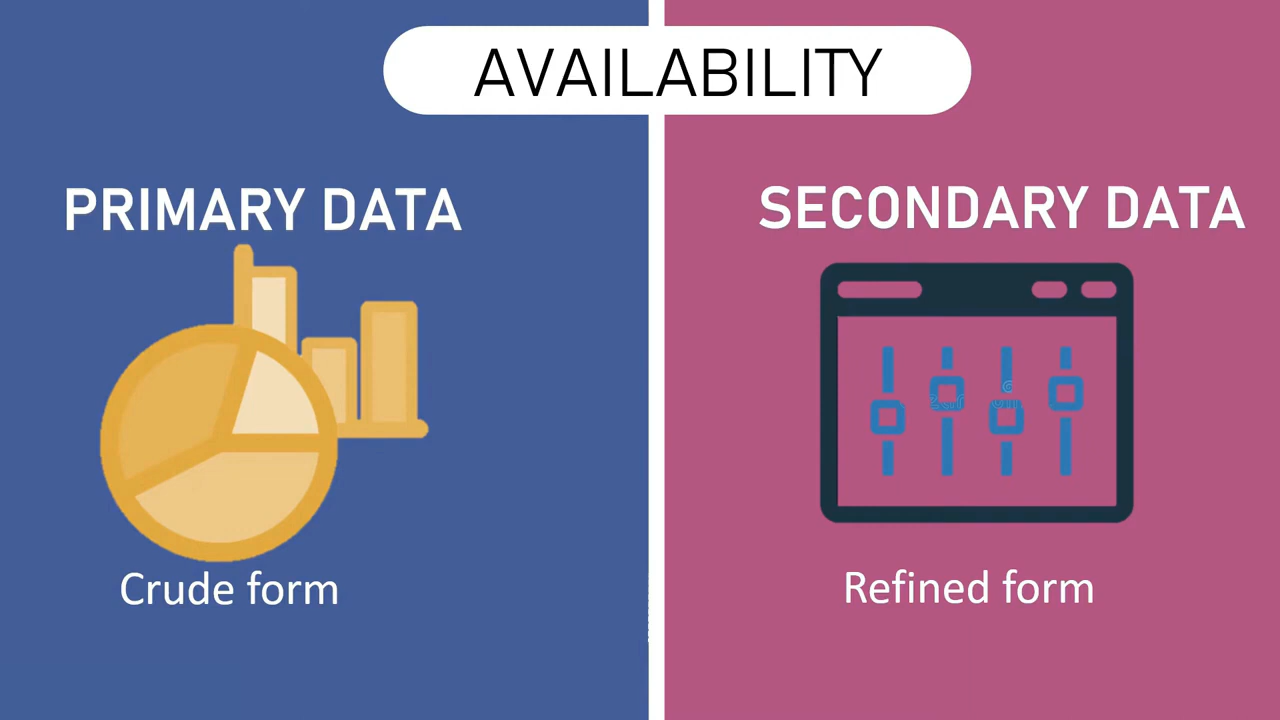 AVAILABILITY
PRIMARY DATA
SECONDARY DATA
Crude form
Refined form